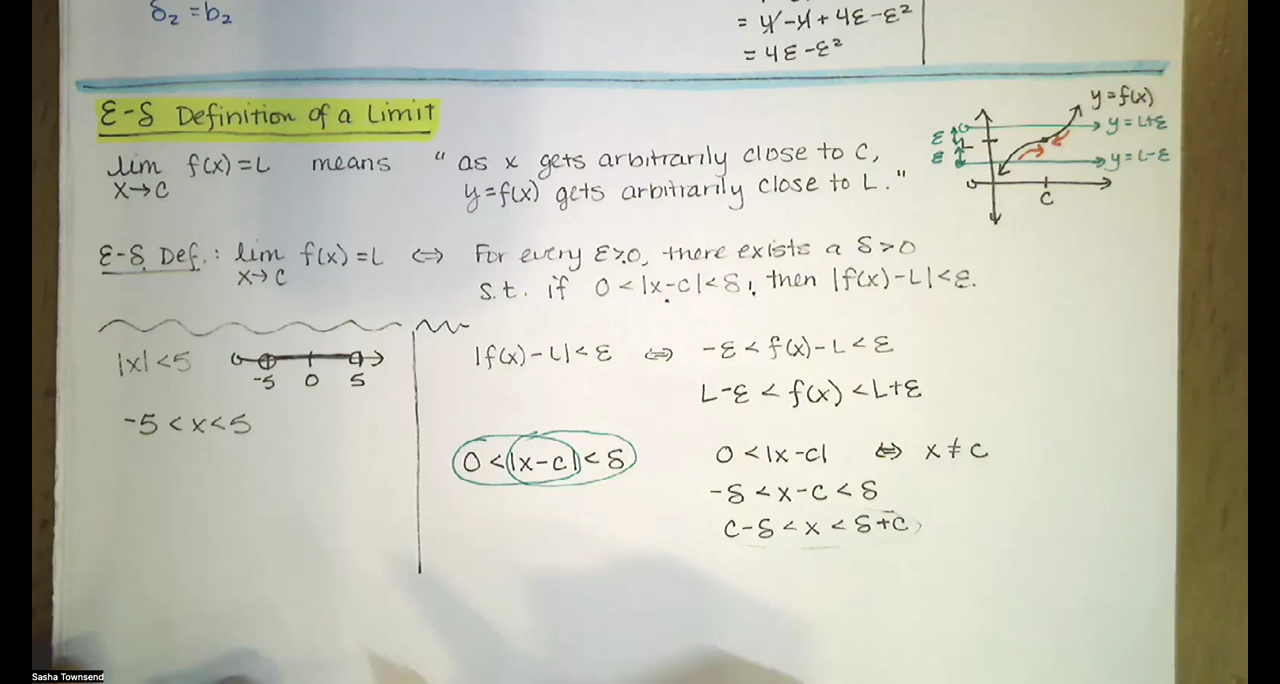 δ₂ = b₂
= 4 - 4 + 4ε - ε²
= 4ε - ε²
ε-δ Definition of a Limit
lim f(x) = L means " as x gets arbitrarily close to C,
x→c y=f(x) gets arbitrarily close to L."
y=f(x)
y=L+ε
ε
ε
y=L-ε
c
ε-δ Def.: lim f(x) = L ⇔ For every ε>0, there exists a δ>0
x→c s.t. if 0<|x-c|<δ, then |f(x)-L|<ε.
|x|<5
-5 0 5
-5<x<5
|f(x)-L|<ε ⇔ -ε<f(x)-L<ε
L-ε<f(x)<L+ε
0<|x-c|<δ
0<|x-c| ⇔ x≠c
-δ<x-c<δ
c-δ<x<δ+c
Sasha Townsend